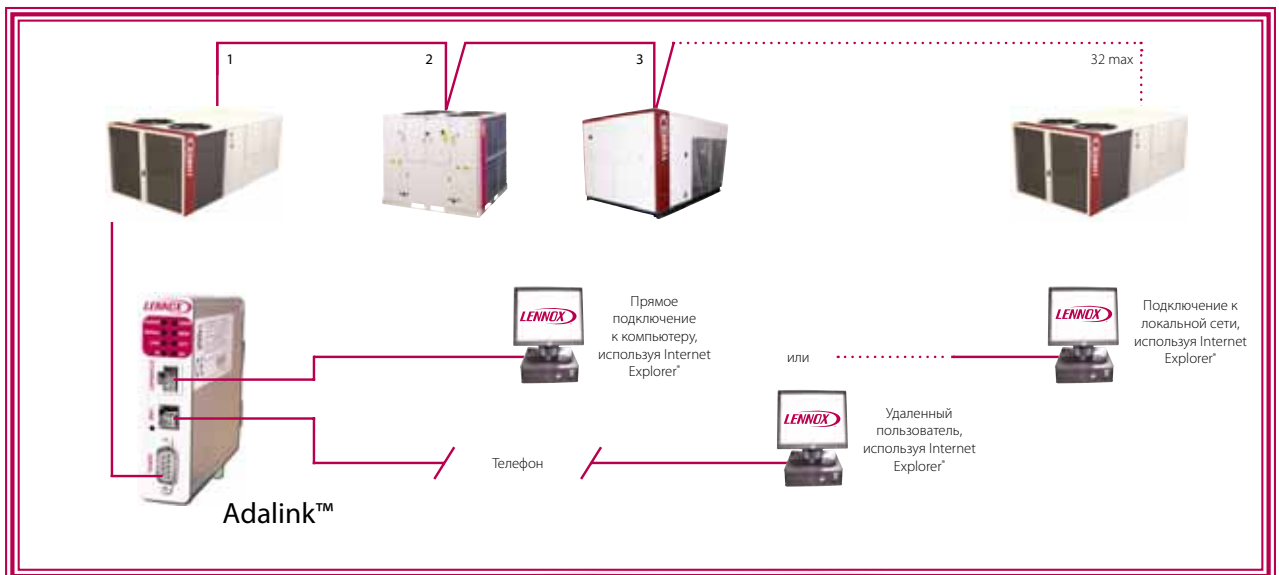 1
2
3
32 max
LENNOX
LENNOX
Прямое
подключение
к компьютеру,
используя Internet
Explorer*
или
LENNOX
Подключение к
локальной сети,
используя Internet
Explorer*
LENNOX
Удаленный
пользователь,
используя Internet
Explorer*
Телефон
Adalink™